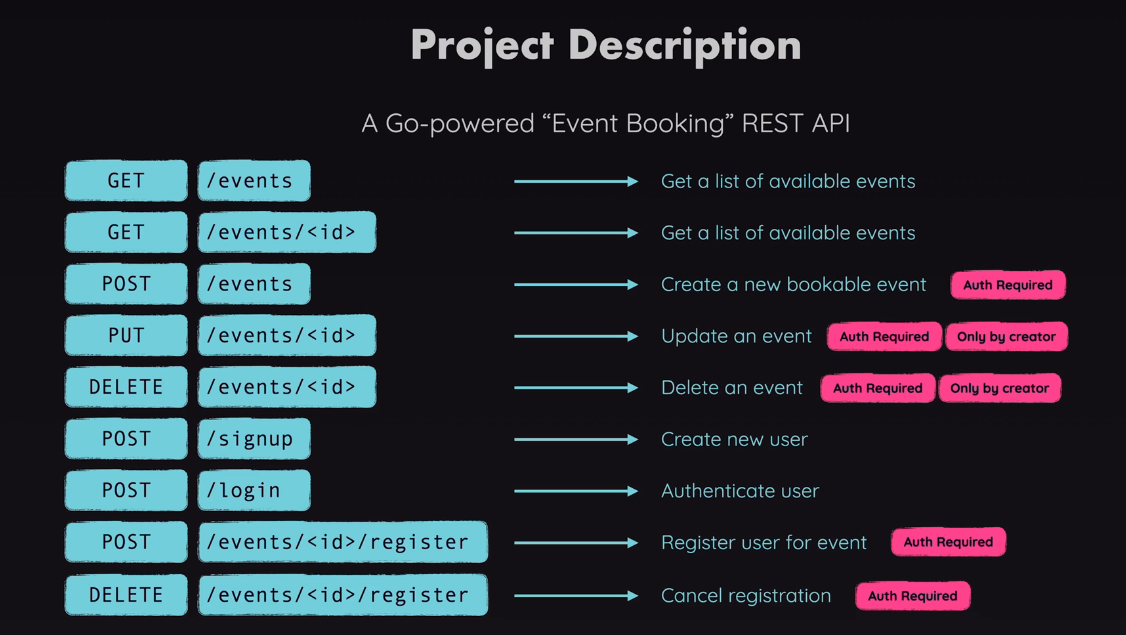 Project Description
A Go-powered “Event Booking” REST API
GET /events Get a list of available events
GET /events/<id> Get a list of available events
POST /events Create a new bookable event Auth Required
PUT /events/<id> Update an event Auth Required Only by creator
DELETE /events/<id> Delete an event Auth Required Only by creator
POST /signup Create new user
POST /login Authenticate user
POST /events/<id>/register Register user for event Auth Required
DELETE /events/<id>/register Cancel registration Auth Required